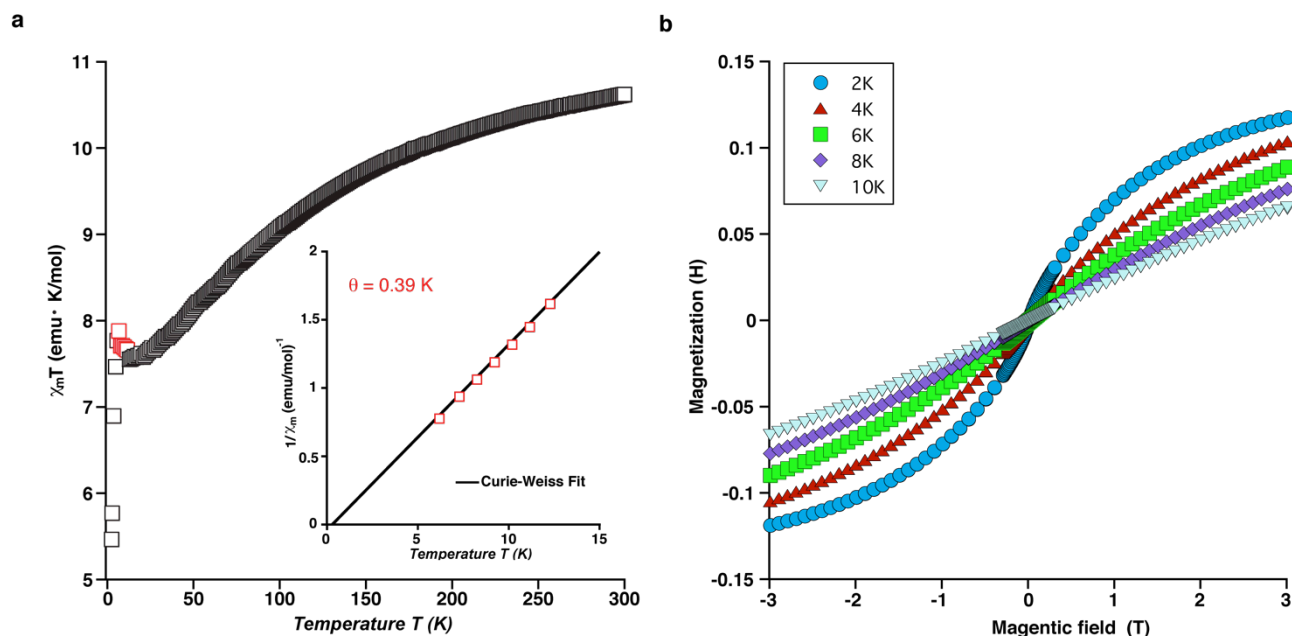 a
11
10
9
8
7
6
5
χmT (emu· K/mol)
0
50
100
150
200
250
300
Temperature T (K)
2
1.5
1
0.5
0
1/χm (emu/mol)-1
θ = 0.39 K
Curie-Weiss Fit
0
5
10
15
Temperature T (K)
b
0.15
0.1
0.05
0
-0.05
-0.1
-0.15
Magnetization (H)
2K
4K
6K
8K
10K
-3
-2
-1
0
1
2
3
Magentic field (T)